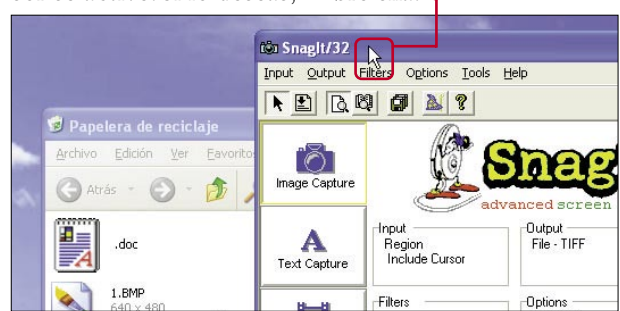 SnagIt/32
Input Output Filters Options Tools Help
Papelera de reciclaje
Archivo Edición Ver Favorito
Atrás
.doc
1.BMP
640 x 480
Image Capture
Text Capture
Snag
advanced screen
Input
Region
Include Cursor
Output
File - TIFF
Filters
Options